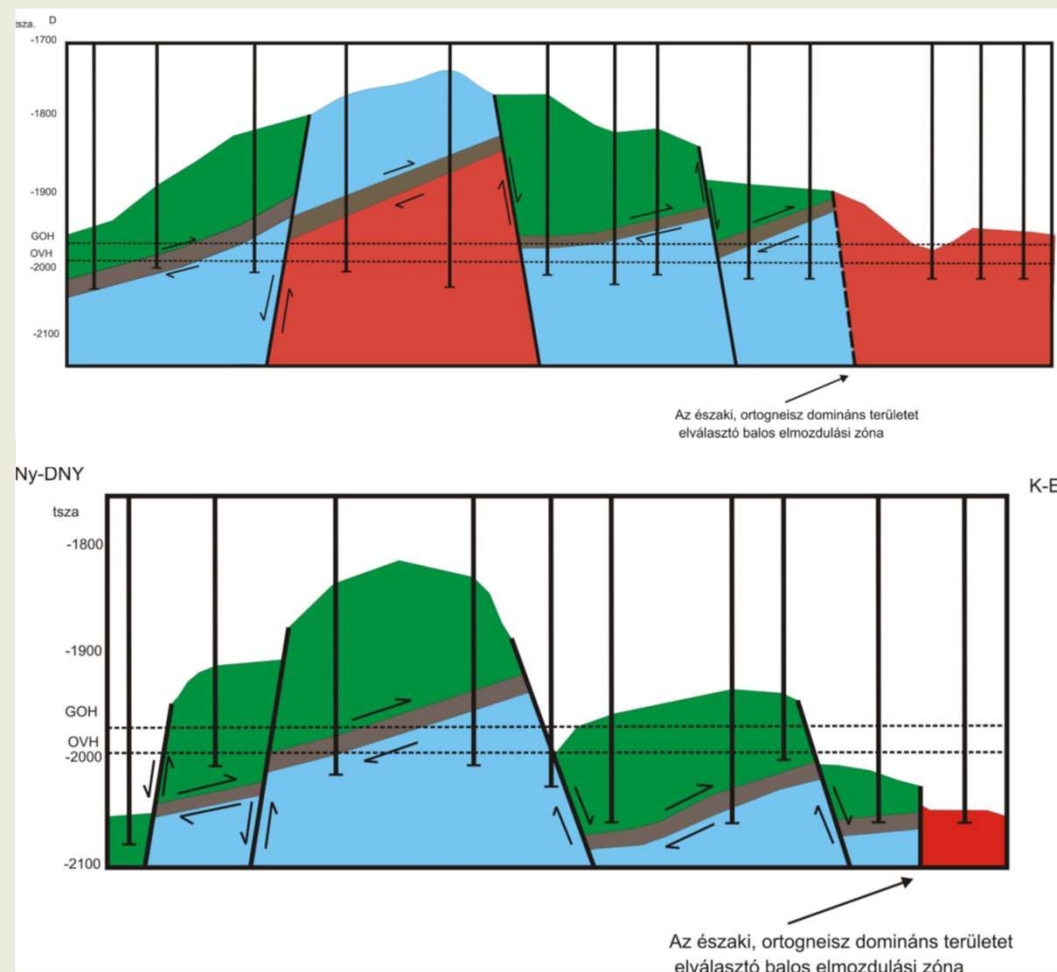 tsza. D
-1700
-1800
-1900
GOH
OVH
-2000
-2100
Az északi, ortogneisz domináns területet
elválasztó balos elmozdulási zóna
Ny-DNY
K-É
tsza
-1800
-1900
GOH
OVH
-2000
-2100
Az északi, ortogneisz domináns területet
elválasztó balos elmozdulási zóna